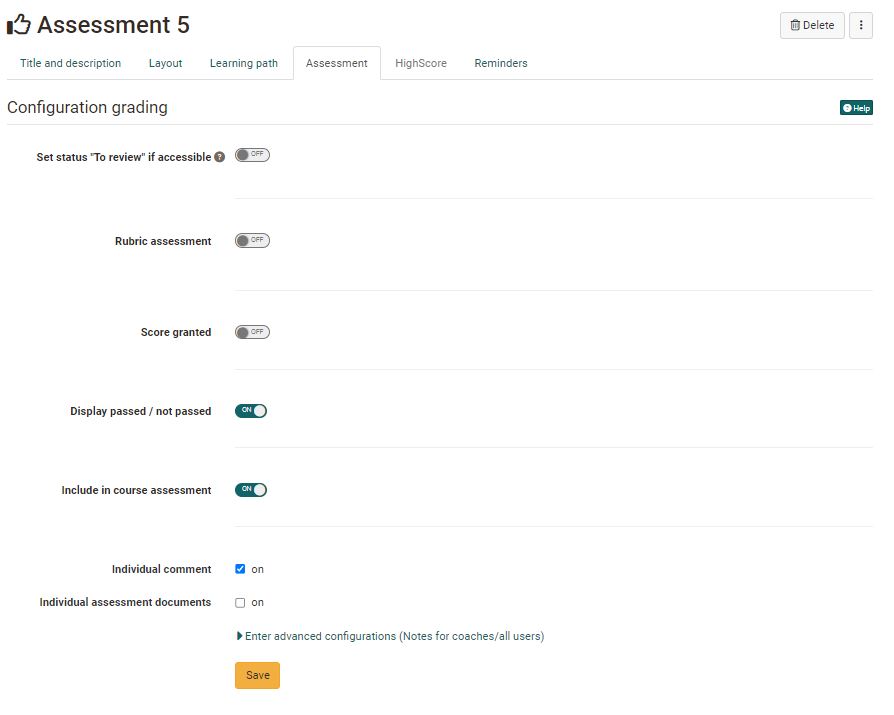 Assessment 5
Delete
Title and description Layout Learning path Assessment HighScore Reminders
Configuration grading
Help
Set status "To review" if accessible ? OFF
Rubric assessment OFF
Score granted OFF
Display passed / not passed ON
Include in course assessment ON
Individual comment on
Individual assessment documents on
Enter advanced configurations (Notes for coaches/all users)
Save